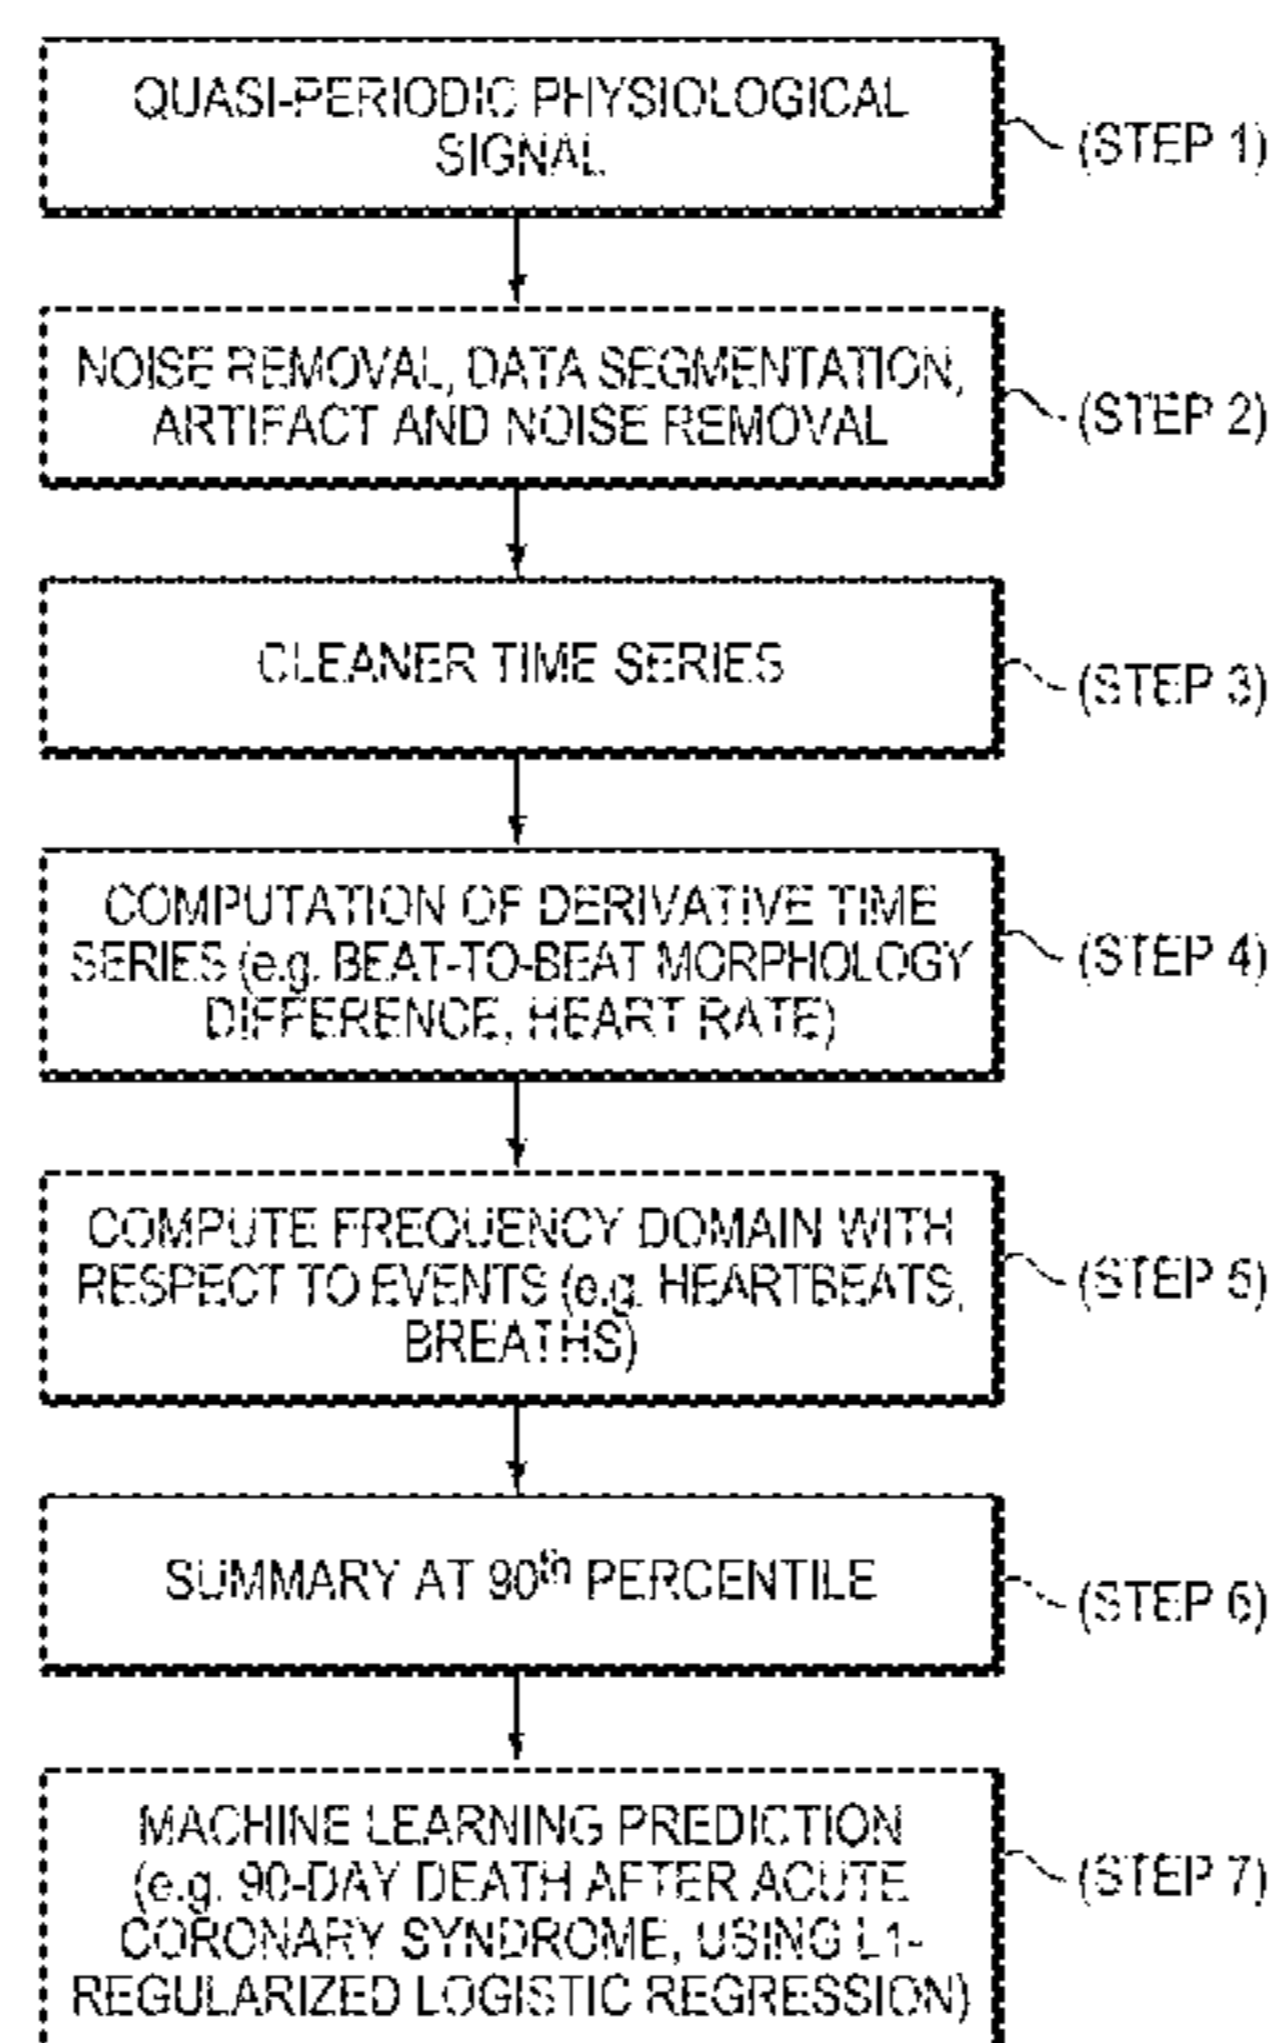 QUASI-PERIODIC PHYSIOLOGICAL
SIGNAL
(STEP 1)
NOISE REMOVAL, DATA SEGMENTATION,
ARTIFACT AND NOISE REMOVAL
(STEP 2)
CLEANER TIME SERIES
(STEP 3)
COMPUTATION OF DERIVATIVE TIME
SERIES (e.g. BEAT-TO-BEAT MORPHOLOGY
DIFFERENCE, HEART RATE)
(STEP 4)
COMPUTE FREQUENCY DOMAIN WITH
RESPECT TO EVENTS (e.g. HEARTBEATS,
BREATHS)
(STEP 5)
SUMMARY AT 90th PERCENTILE
(STEP 6)
MACHINE LEARNING PREDICTION
(e.g. 90-DAY DEATH AFTER ACUTE
CORONARY SYNDROME, USING L1-
REGULARIZED LOGISTIC REGRESSION)
(STEP 7)